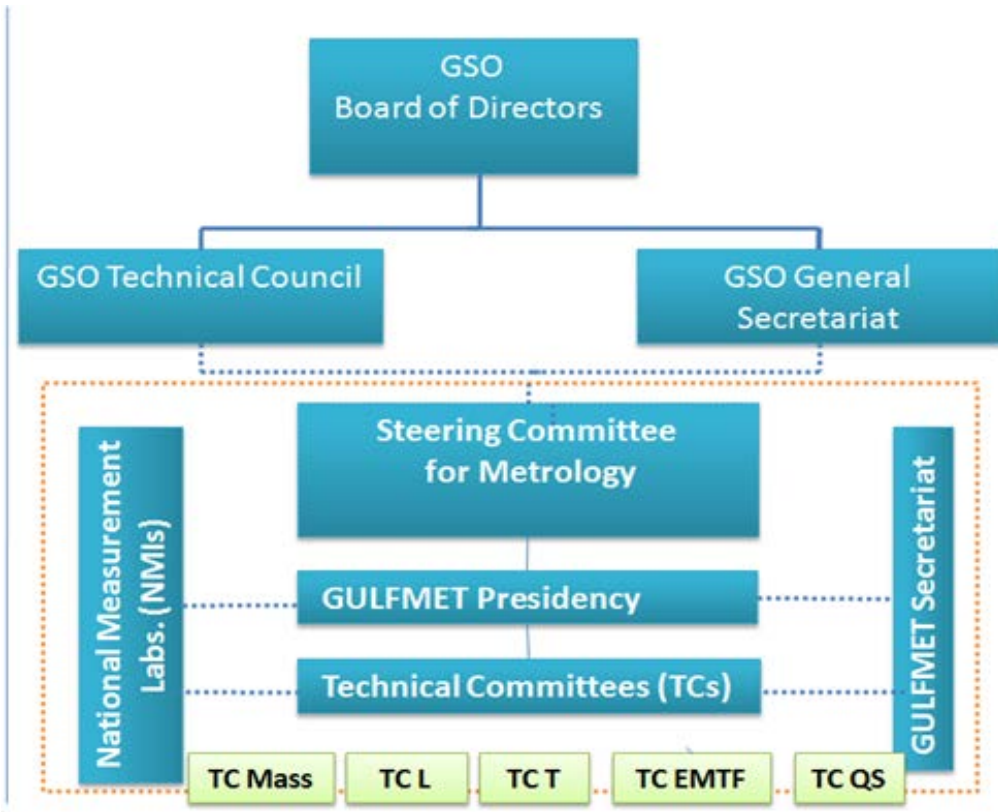 GSO
Board of Directors
GSO Technical Council
GSO General
Secretariat
Steering Committee
for Metrology
National Measurement
Labs. (NMIs)
GULFMET Presidency
Technical Committees (TCs)
GULFMET Secretariat
TC Mass
TC L
TC T
TC EMTF
TC QS